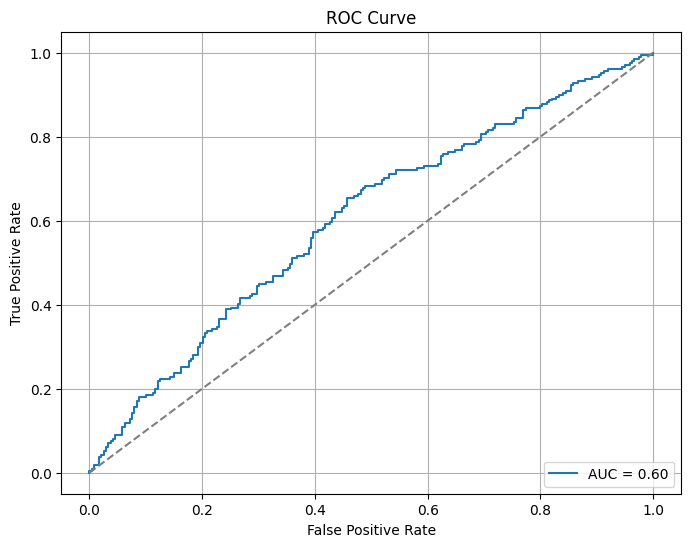 ROC Curve
1.0
0.8
0.6
0.4
0.2
0.0
True Positive Rate
AUC = 0.60
0.0 0.2 0.4 0.6 0.8 1.0
False Positive Rate